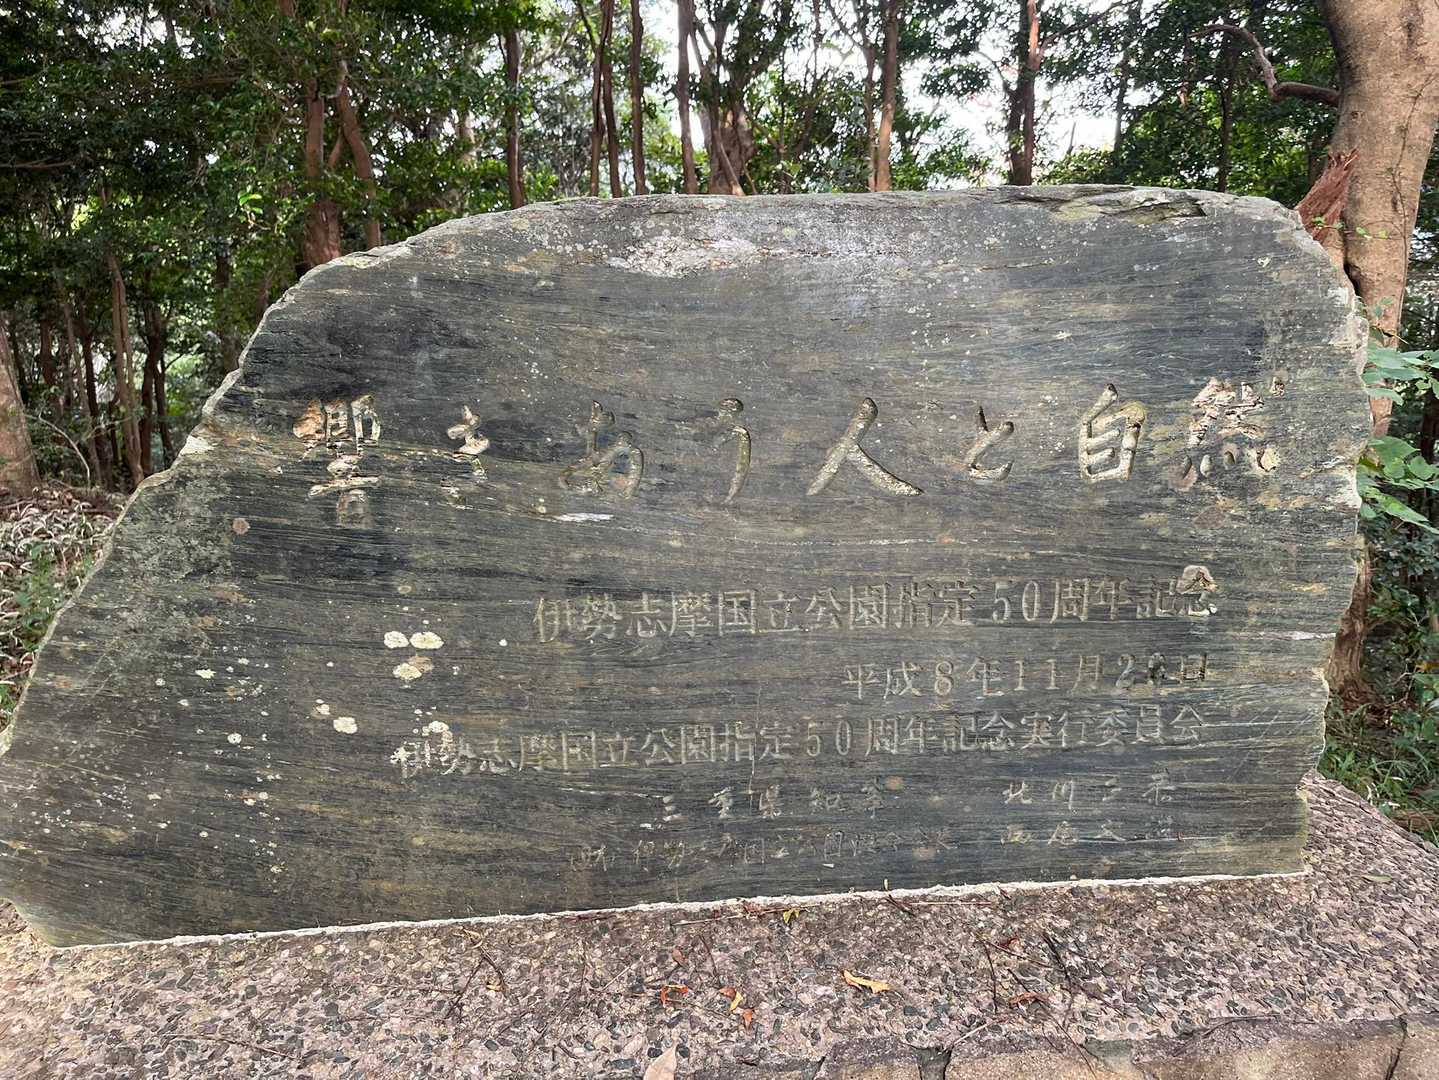 響きあう人と自然
伊勢志摩国立公園指定50周年記念
平成8年11月20日
伊勢志摩国立公園指定50周年記念実行委員会
三重県知事 北川正恭